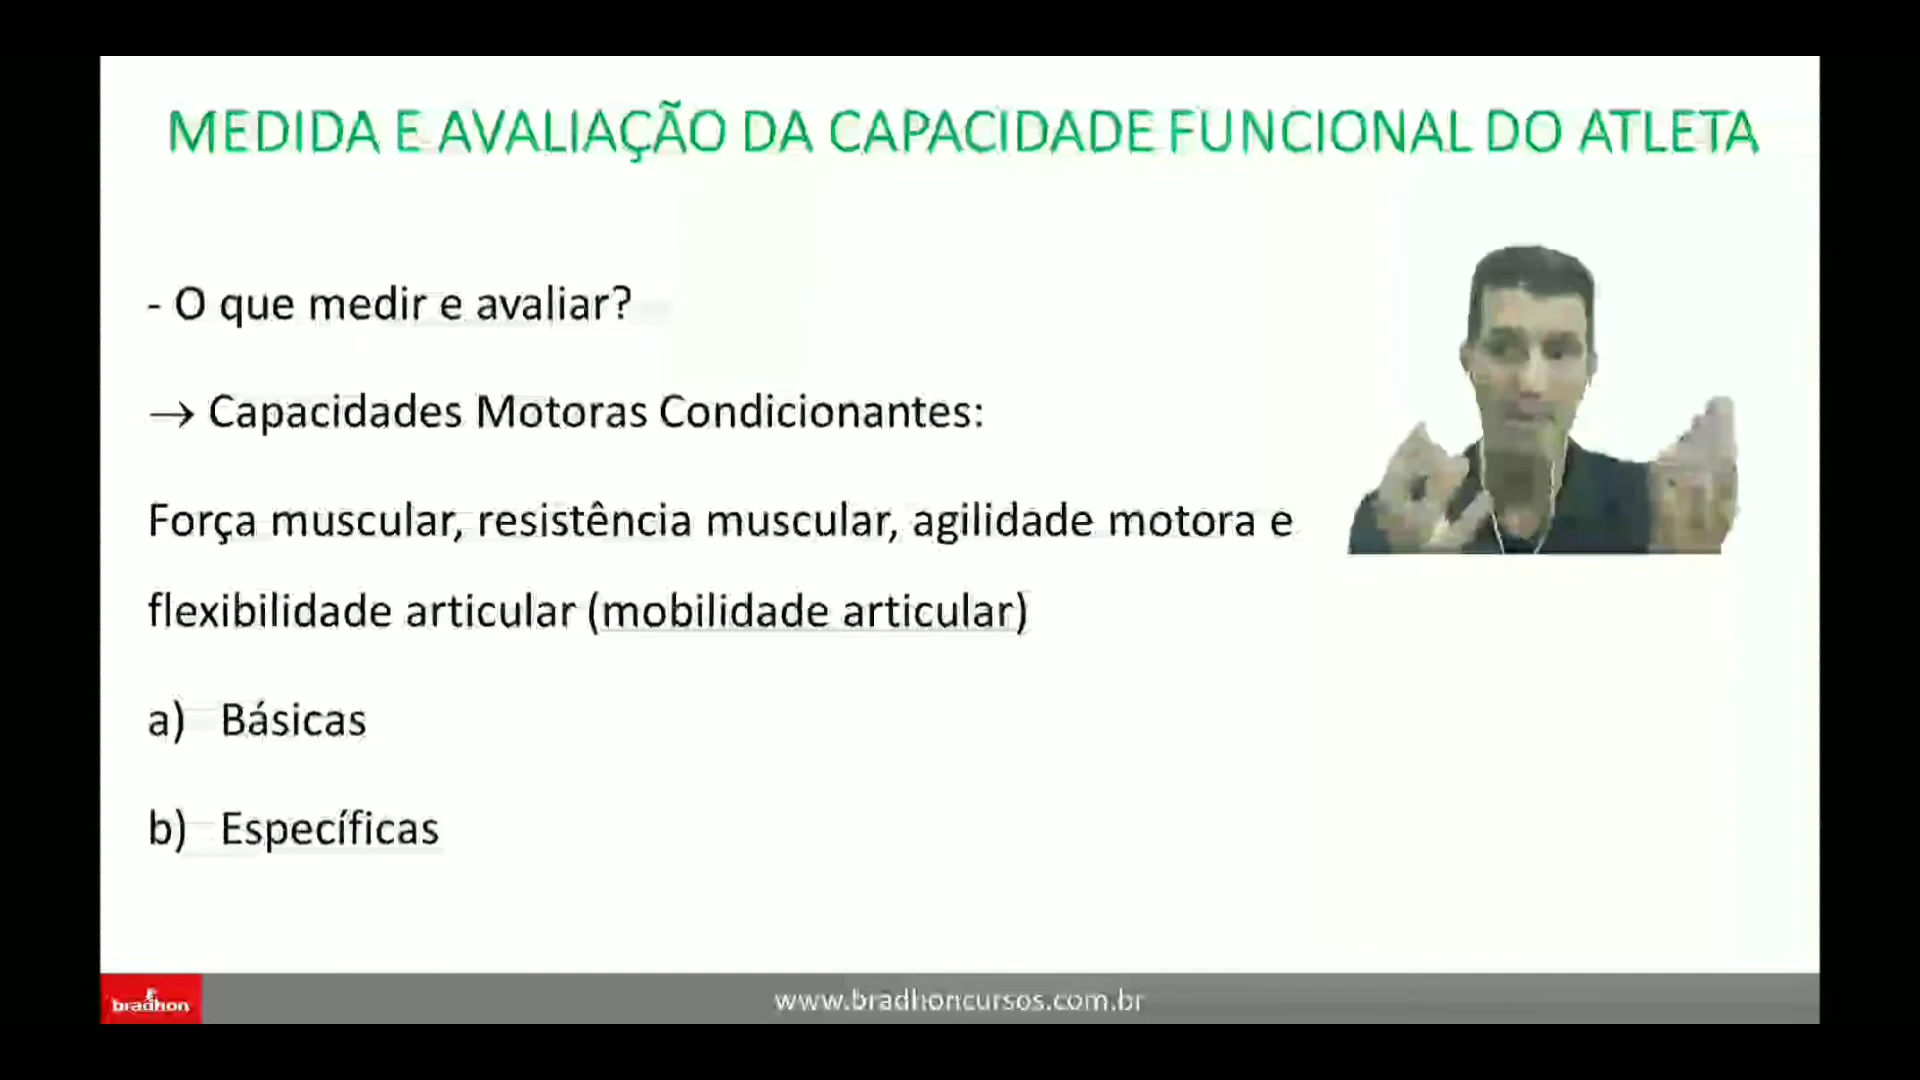 MEDIDA E AVALIAÇÃO DA CAPACIDADE FUNCIONAL DO ATLETA
- O que medir e avaliar?
→ Capacidades Motoras Condicionantes:
Força muscular, resistência muscular, agilidade motora e
flexibilidade articular (mobilidade articular)
a) Básicas
b) Específicas
bradhon
www.bradhoncursos.com.br